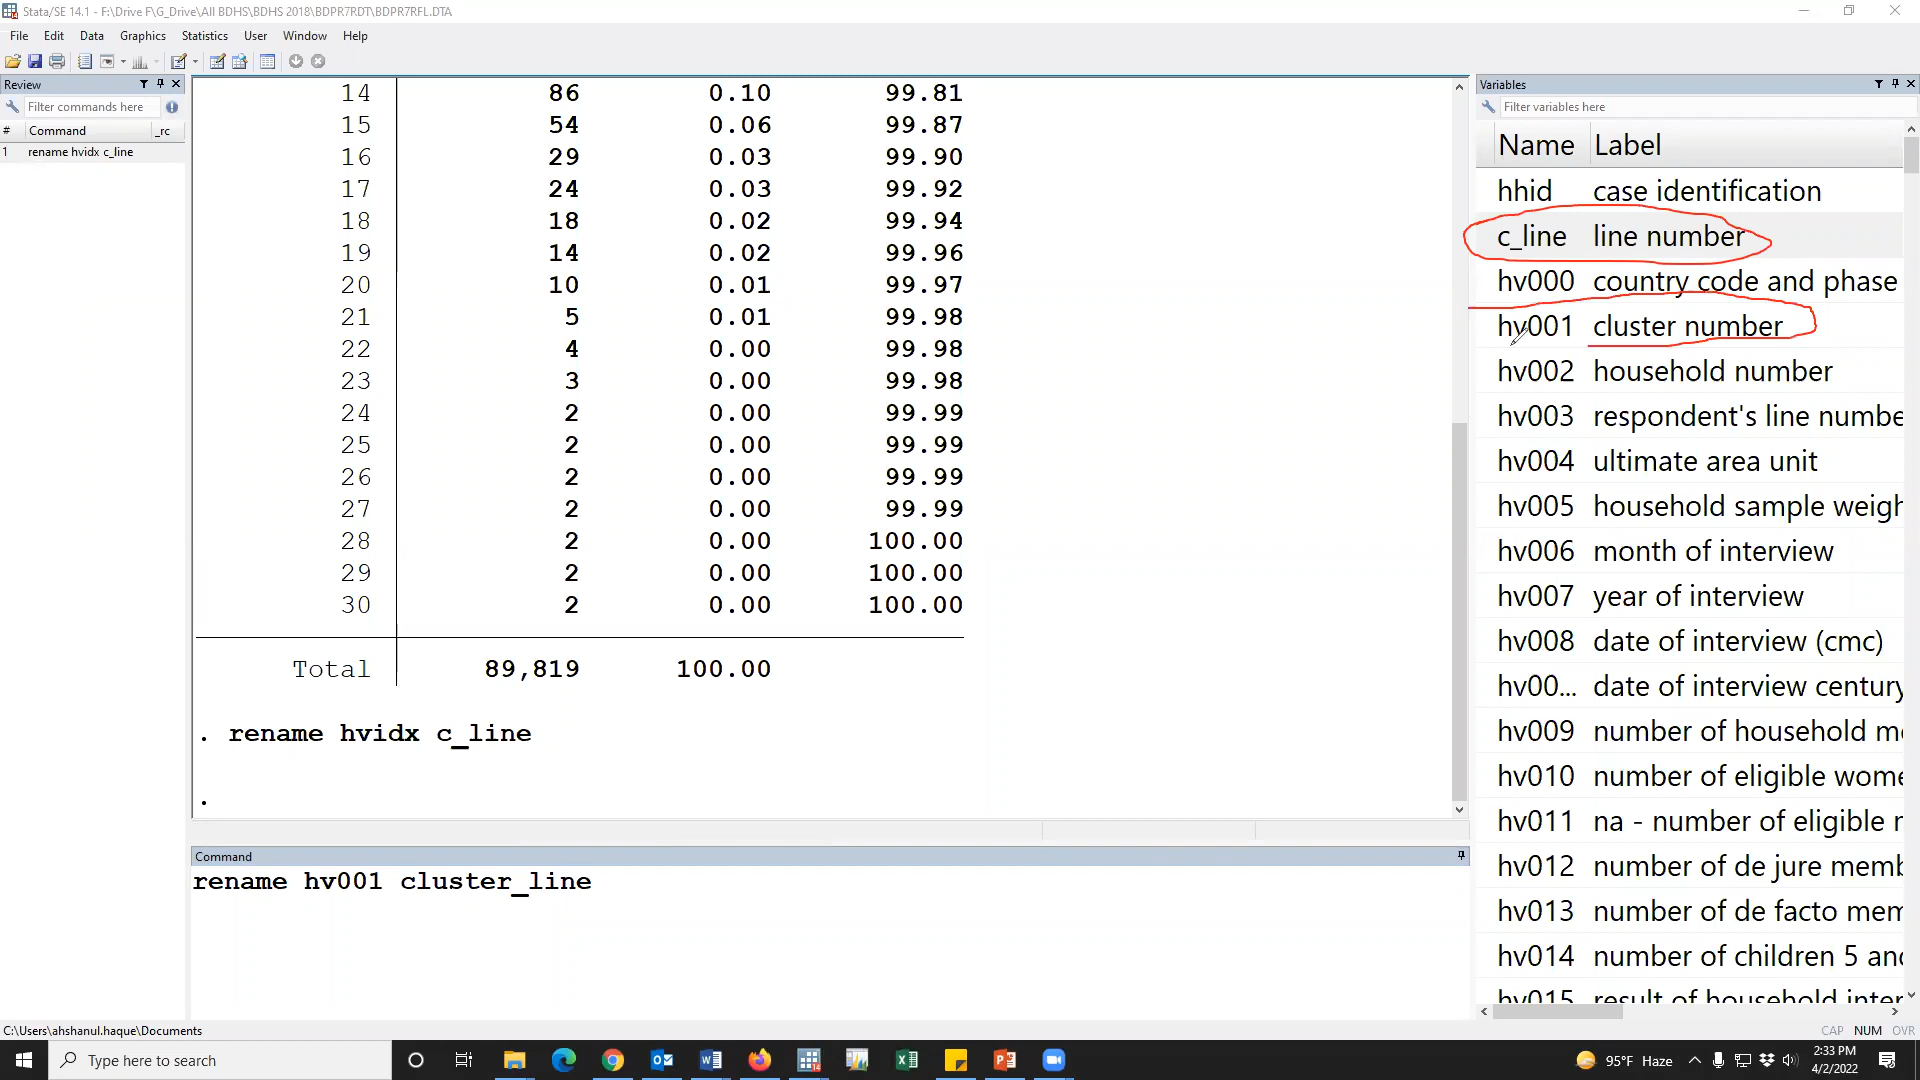 Stata/SE 14.1 - F:\Drive F\G_Drive\All BDHS\BDHS 2018\BDPR7RDT\BDPR7RFL.DTA
File Edit Data Graphics Statistics User Window Help
Review
Filter commands here
# Command _rc
1 rename hvidx c_line
14 86 0.10 99.81
15 54 0.06 99.87
16 29 0.03 99.90
17 24 0.03 99.92
18 18 0.02 99.94
19 14 0.02 99.96
20 10 0.01 99.97
21 5 0.01 99.98
22 4 0.00 99.98
23 3 0.00 99.98
24 2 0.00 99.99
25 2 0.00 99.99
26 2 0.00 99.99
27 2 0.00 99.99
28 2 0.00 100.00
29 2 0.00 100.00
30 2 0.00 100.00
Total 89,819 100.00
. rename hvidx c_line
.
Command
rename hv001 cluster_line
Variables
Filter variables here
Name Label
hhid case identification
c_line line number
hv000 country code and phase
hv001 cluster number
hv002 household number
hv003 respondent's line numbe
hv004 ultimate area unit
hv005 household sample weigh
hv006 month of interview
hv007 year of interview
hv008 date of interview (cmc)
hv00... date of interview century
hv009 number of household me
hv010 number of eligible wome
hv011 na - number of eligible r
hv012 number of de jure memb
hv013 number of de facto mem
hv014 number of children 5 and
hv015 result of household inter
C:\Users\ahshanul.haque\Documents
CAP NUM OVR
Type here to search
95°F Haze
2:33 PM
4/2/2022